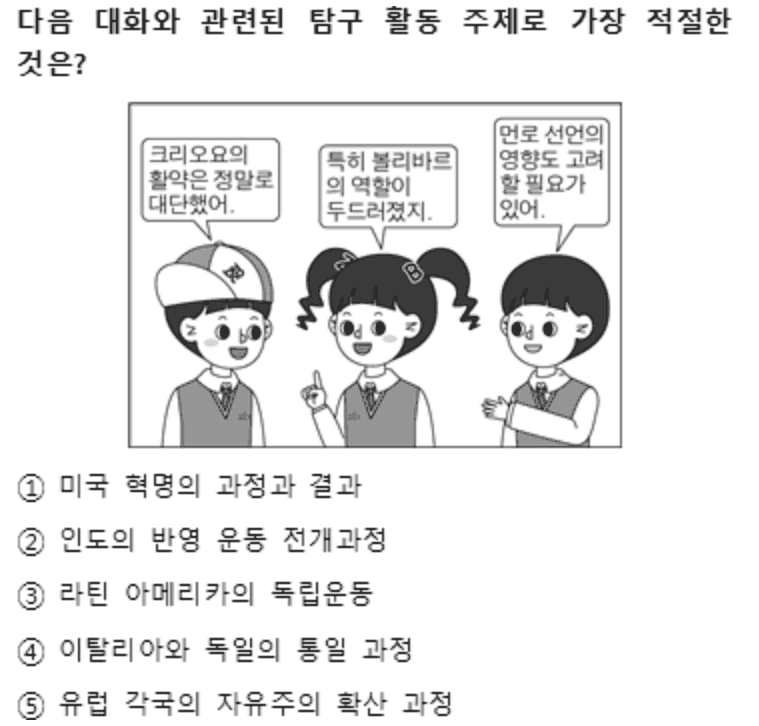 다음 대화와 관련된 탐구 활동 주제로 가장 적절한
것은?
크리오요의
활약은 정말로
대단했어.
특히 볼리바르
의 역할이
두드러졌지.
먼로 선언의
영향도 고려
할 필요가
있어.
① 미국 혁명의 과정과 결과
② 인도의 반영 운동 전개과정
③ 라틴 아메리카의 독립운동
④ 이탈리아와 독일의 통일 과정
⑤ 유럽 각국의 자유주의 확산 과정